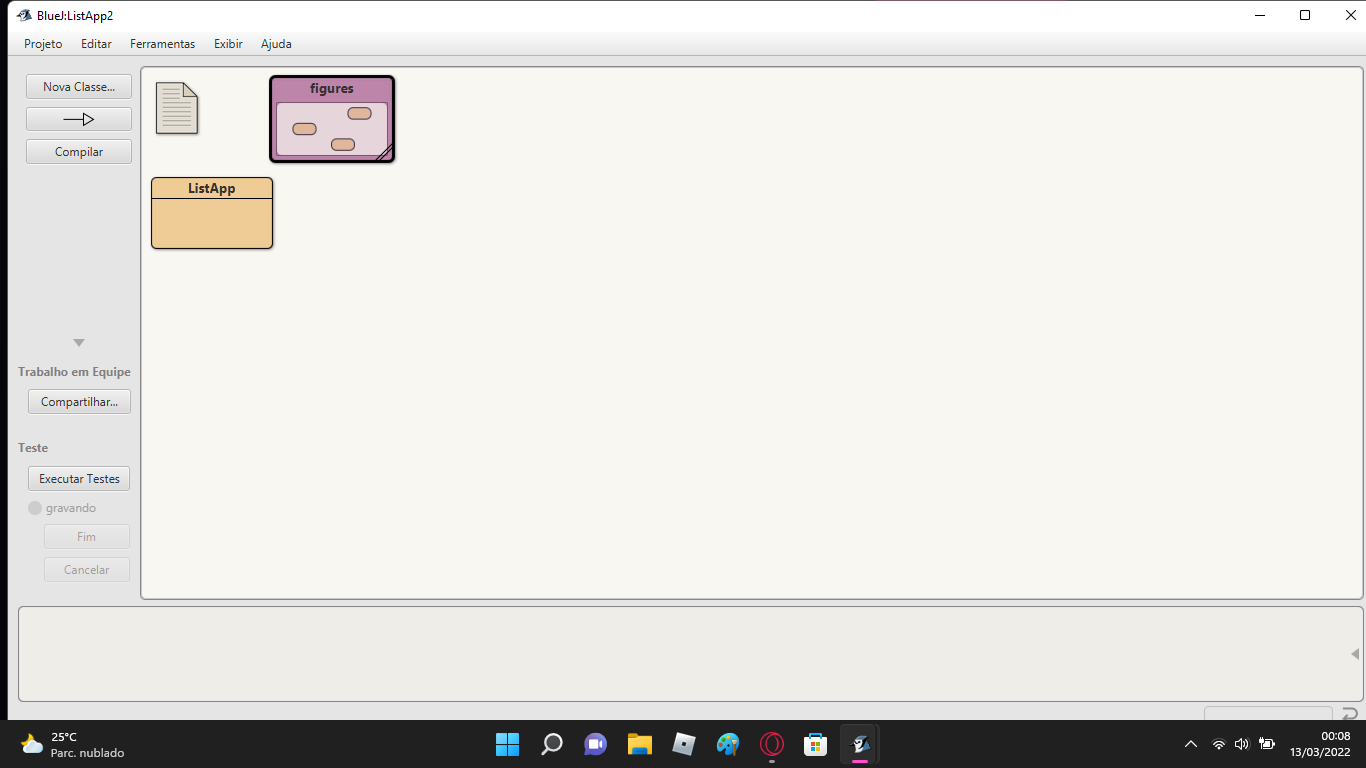 BlueJ:ListApp2
Projeto Editar Ferramentas Exibir Ajuda
Nova Classe...
Compilar
figures
ListApp
Trabalho em Equipe
Compartilhar...
Teste
Executar Testes
gravando
Fim
Cancelar
25°C
Parc. nublado
00:08
13/03/2022